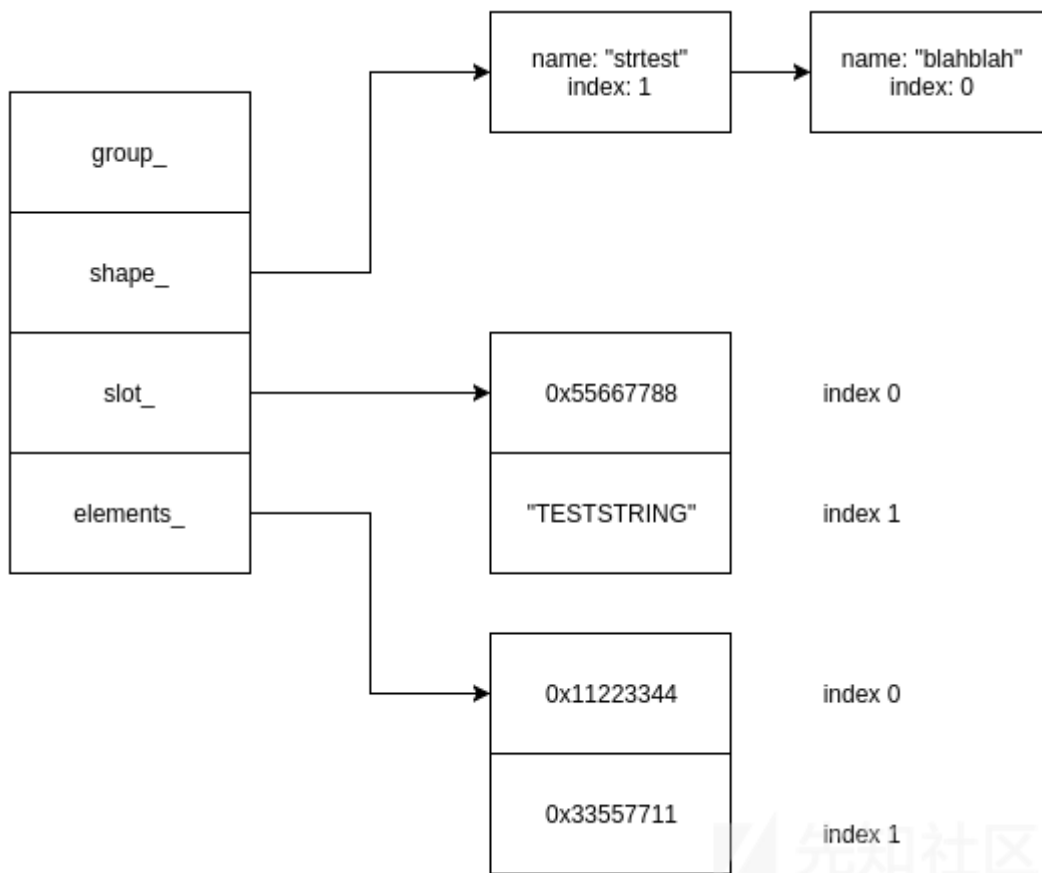 name: "strtest"
index: 1
name: "blahblah"
index: 0
group_
shape_
slot_
elements_
0x55667788
index 0
"TESTSTRING"
index 1
0x11223344
index 0
0x33557711
index 1
先知社区